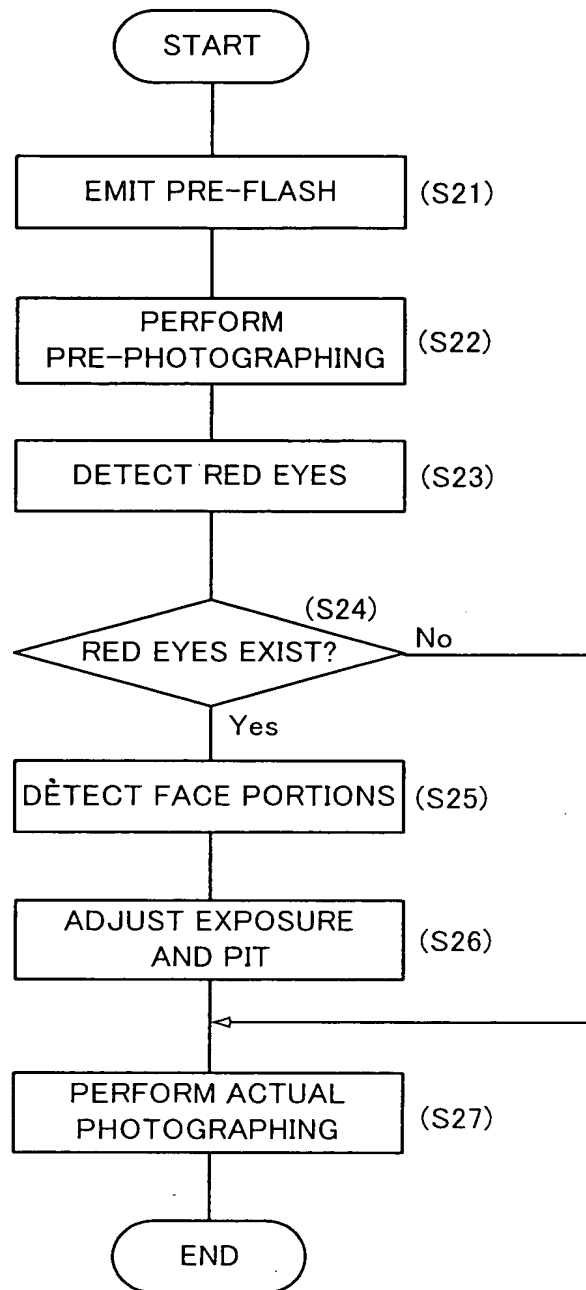 START
EMIT PRE-FLASH (S21)
PERFORM
PRE-PHOTOGRAPHING (S22)
DETECT RED EYES (S23)
(S24)
RED EYES EXIST? No
Yes
DETECT FACE PORTIONS (S25)
ADJUST EXPOSURE
AND PIT (S26)
PERFORM ACTUAL
PHOTOGRAPHING (S27)
END